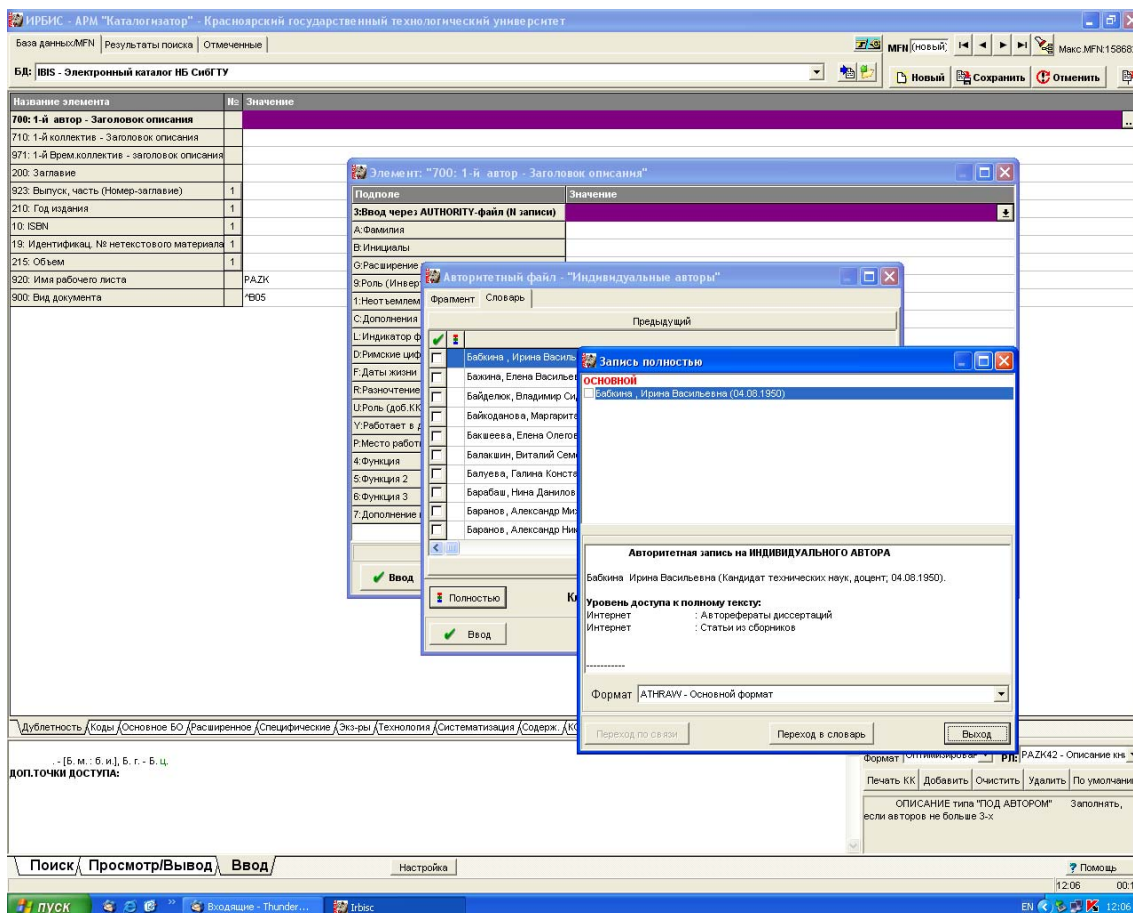 ИРБИС - АРМ "Каталогизатор" - Красноярский государственный технологический университет
База данных/MFN Результаты поиска Отмеченные
MFN (новый) Макс.MFN:15868
БД: IBIS - Электронный каталог НБ СибГТУ
Новый Сохранить Отменить
Название элемента № Значение
700: 1-й автор - Заголовок описания
710: 1-й коллектив - Заголовок описания
971: 1-й Врем.коллектив - заголовок описания
200: Заглавие
923: Выпуск, часть (Номер-заглавие) 1
210: Год издания 1
10: ISBN 1
19: Идентификац. № нетекстового материала 1
215: Объем 1
920: Имя рабочего листа PAZK
900: Вид документа ^B05
Элемент: "700: 1-й автор - Заголовок описания"
Подполе Значение
3:Ввод через AUTHORITY-файл (N записи)
A:Фамилия
B:Инициалы
G:Расширение
9:Роль (Инвер
1:Неотъемлем
C:Дополнения
L:Индикатор ф
D:Римские циф
F:Даты жизни
R:Разночтение
U:Роль (доб.КК
Y:Работает в д
P:Место работ
4:Функция
5:Функция 2
6:Функция 3
7:Дополнение
Ввод
Авторитетный файл - "Индивидуальные авторы"
Фрагмент Словарь
Предыдущий
Бабкина , Ирина Василь
Бажина, Елена Васильев
Байделюк, Владимир Си
Байкоданова, Маргарит
Бакшеева, Елена Олегов
Балакшин, Виталий Сем
Балуева, Галина Конста
Барабаш, Нина Данилов
Баранов, Александр Ми
Баранов, Александр Ник
Полностью Кл
Ввод
Запись полностью
ОСНОВНОЙ
Бабкина , Ирина Васильевна (04.08.1950)
Авторитетная запись на ИНДИВИДУАЛЬНОГО АВТОРА
Бабкина Ирина Васильевна (Кандидат технических наук, доцент; 04.08.1950).
Уровень доступа к полному тексту:
Интернет : Авторефераты диссертаций
Интернет : Статьи из сборников
-----------
Формат ATHRAW - Основной формат
Переход по связи Переход в словарь Выход
Дублетность Коды Основное БО Расширенное Специфические Экз-ры Технология Систематизация Содерж.
. - [Б. м. : б. и.], Б. г. - Б. ц.
ДОП.ТОЧКИ ДОСТУПА:
Формат Оптимизирован РЛ: PAZK42 - Описание кн
Печать КК Добавить Очистить Удалить По умолчани
ОПИСАНИЕ типа "ПОД АВТОРОМ" Заполнять,
если авторов не больше 3-х
Поиск Просмотр/Вывод Ввод Настройка Помощь
12:06 00:1
пуск Входящие - Thunder... Irbisc EN 12:06